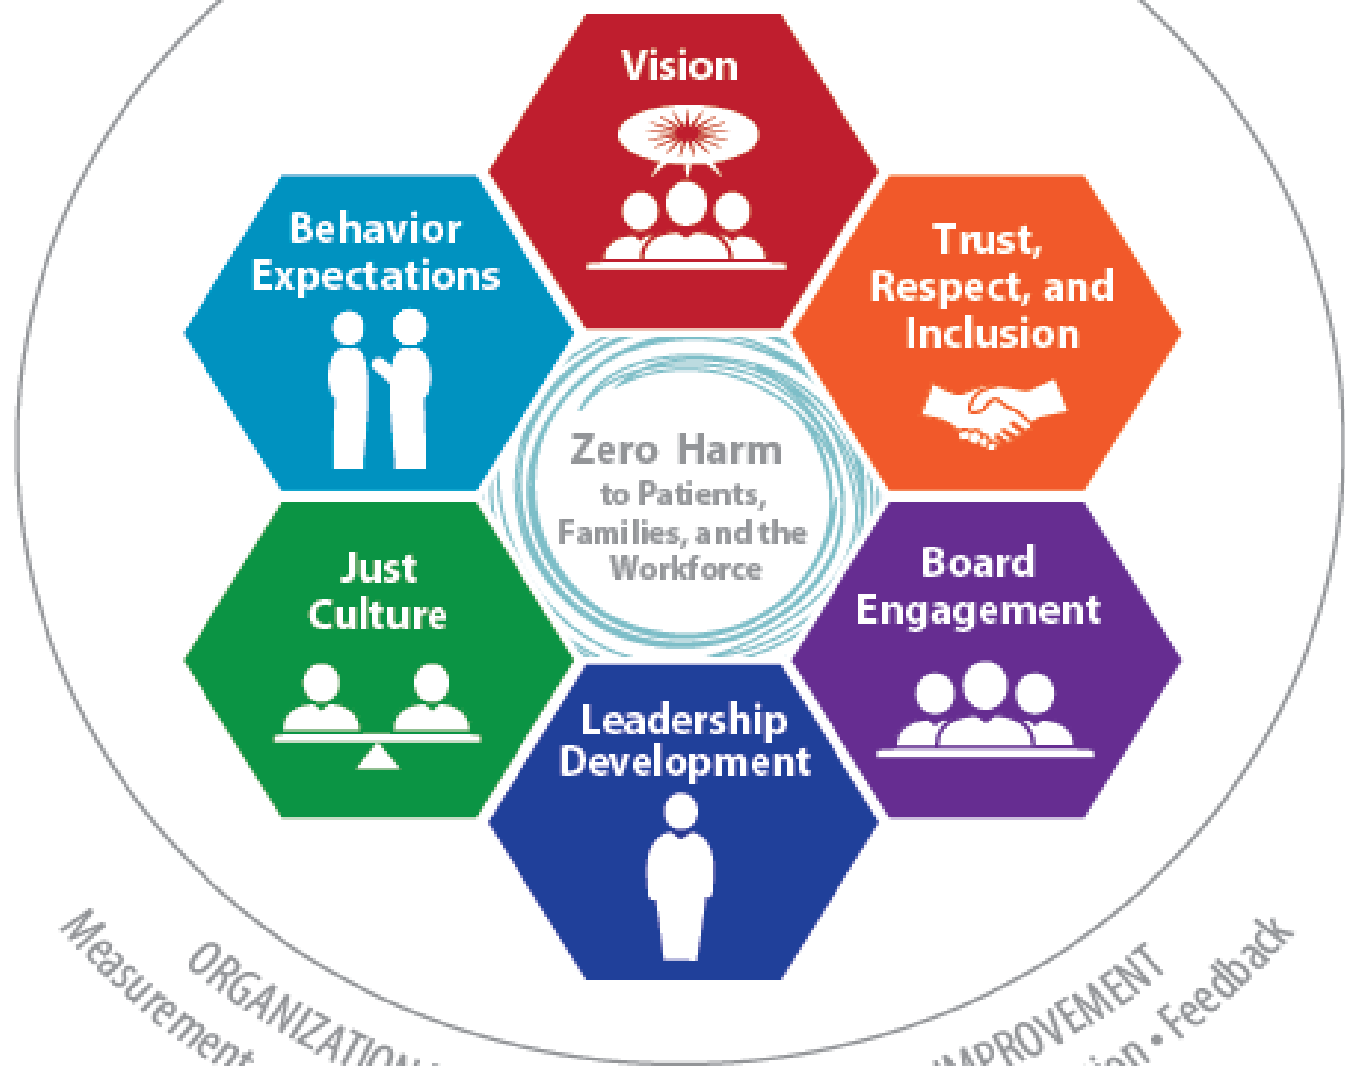 Vision
Behavior
Expectations
Trust,
Respect, and
Inclusion
Zero Harm
to Patients,
Families, and the
Workforce
Just
Culture
Board
Engagement
Leadership
Development
ORGANIZATION
IMPROVEMENT
Measurement
Feedback